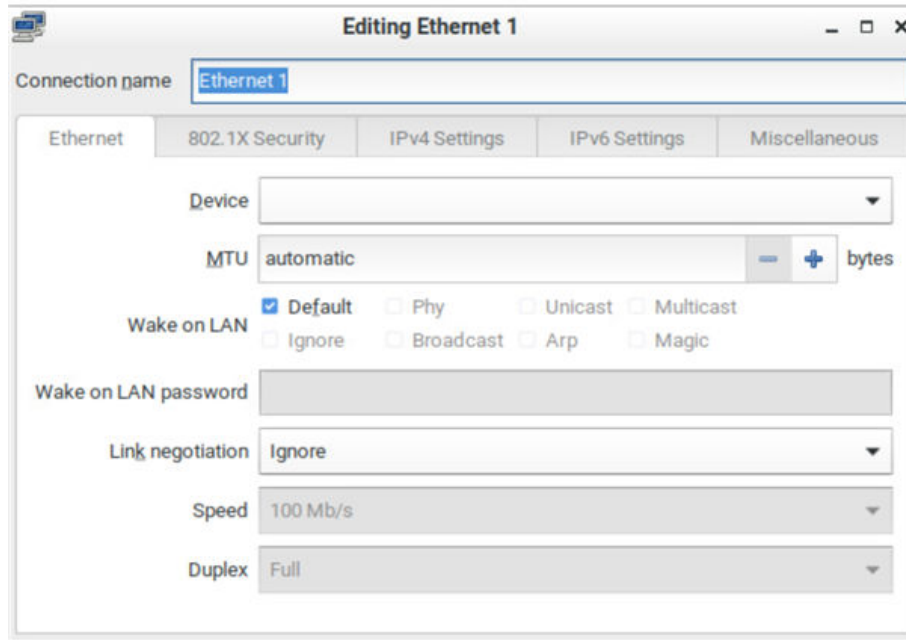 Editing Ethernet 1
Connection name Ethernet 1
Ethernet 802.1X Security IPv4 Settings IPv6 Settings Miscellaneous
Device
MTU automatic bytes
Default Phy Unicast Multicast
Wake on LAN
Ignore Broadcast Arp Magic
Wake on LAN password
Link negotiation Ignore
Speed 100 Mb/s
Duplex Full